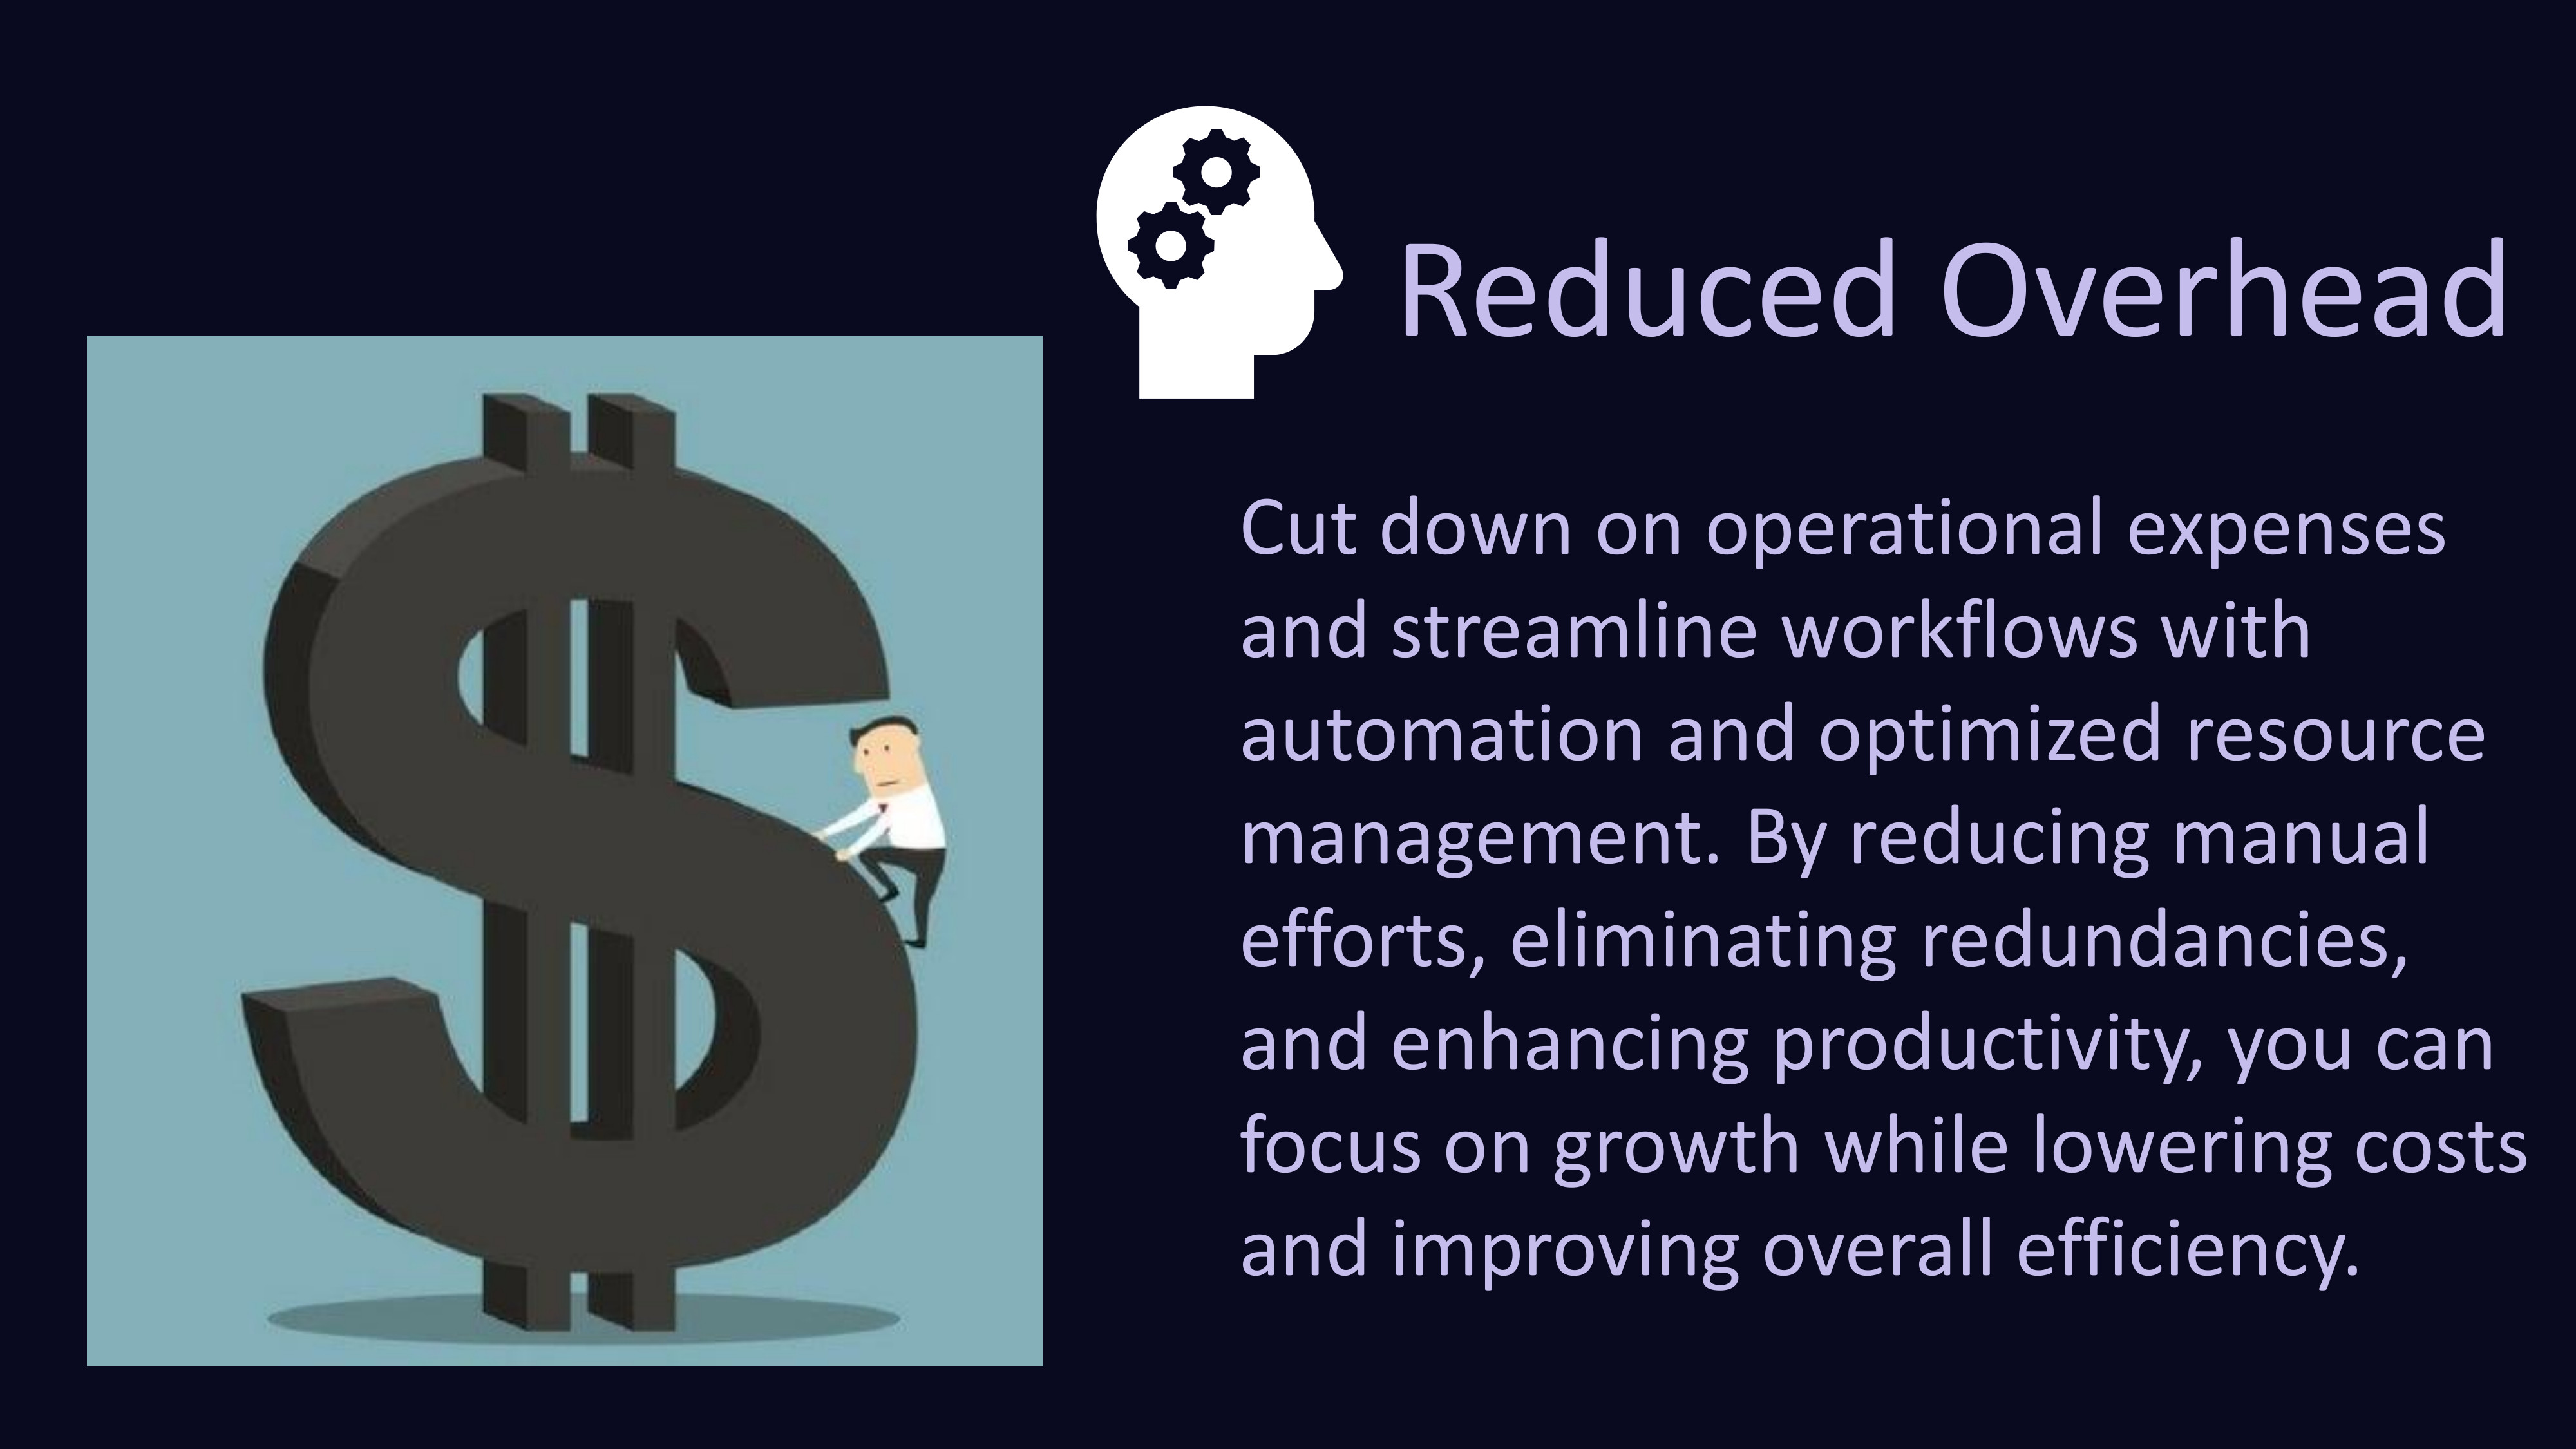 Reduced Overhead
Cut down on operational expenses
and streamline workflows with
automation and optimized resource
management. By reducing manual
efforts, eliminating redundancies,
and enhancing productivity, you can
focus on growth while lowering costs
and improving overall efficiency.